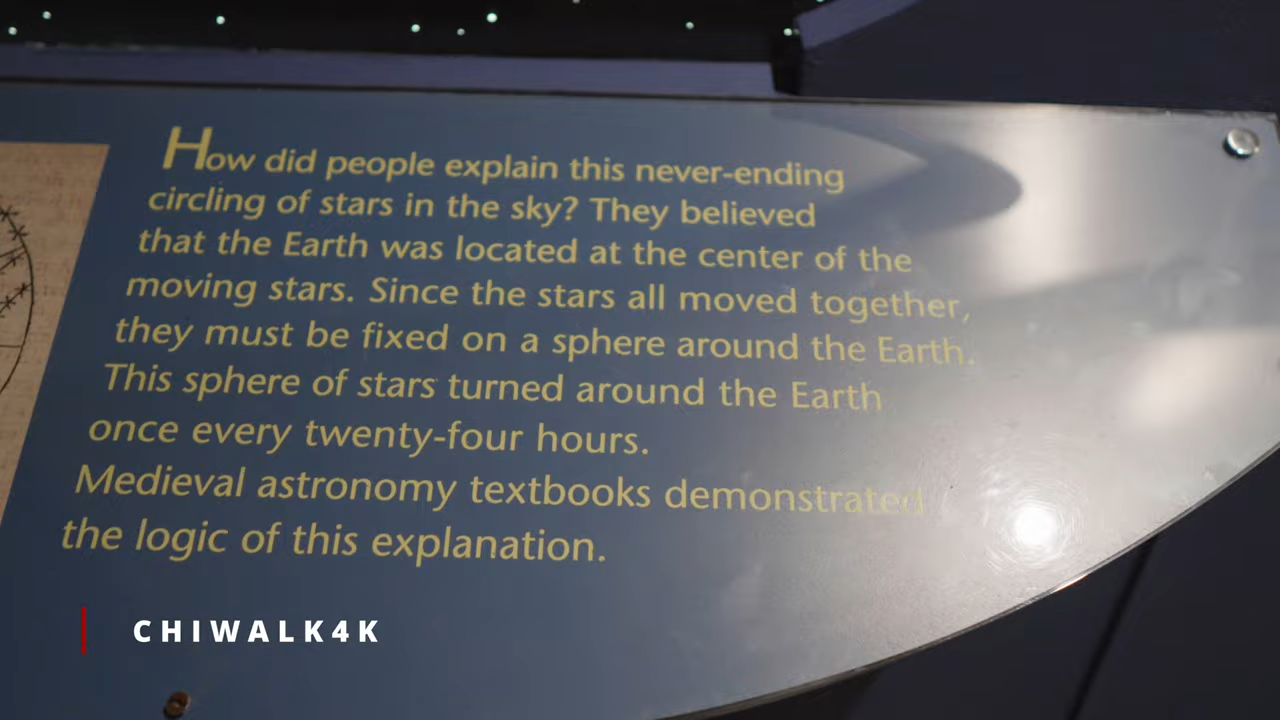 How did people explain this never-ending
circling of stars in the sky? They believed
that the Earth was located at the center of the
moving stars. Since the stars all moved together,
they must be fixed on a sphere around the Earth.
This sphere of stars turned around the Earth
once every twenty-four hours.
Medieval astronomy textbooks demonstrated
the logic of this explanation.
CHIWALK4K